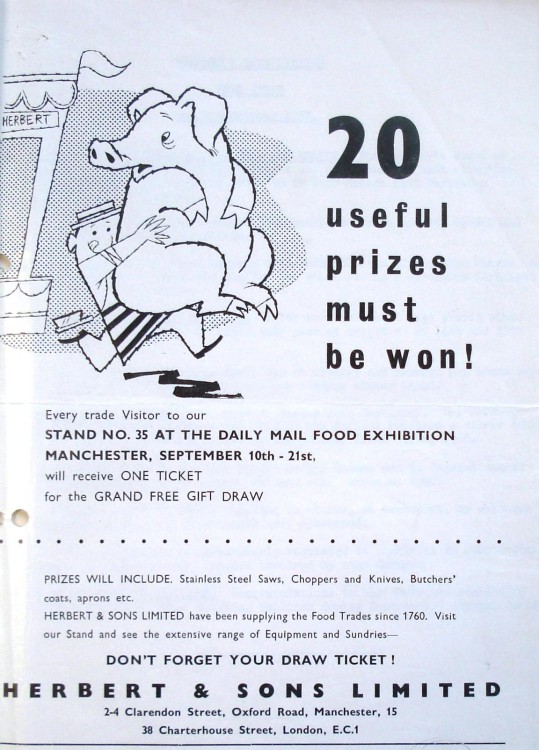 HERBERT
20
useful
prizes
must
be won!
Every trade Visitor to our
STAND NO. 35 AT THE DAILY MAIL FOOD EXHIBITION
MANCHESTER, SEPTEMBER 10th - 21st,
will receive ONE TICKET
for the GRAND FREE GIFT DRAW
PRIZES WILL INCLUDE. Stainless Steel Saws, Choppers and Knives, Butchers'
coats, aprons etc.
HERBERT & SONS LIMITED have been supplying the Food Trades since 1760. Visit
our Stand and see the extensive range of Equipment and Sundries—
DON'T FORGET YOUR DRAW TICKET !
HERBERT & SONS LIMITED
2-4 Clarendon Street, Oxford Road, Manchester, 15
38 Charterhouse Street, London, E.C.1